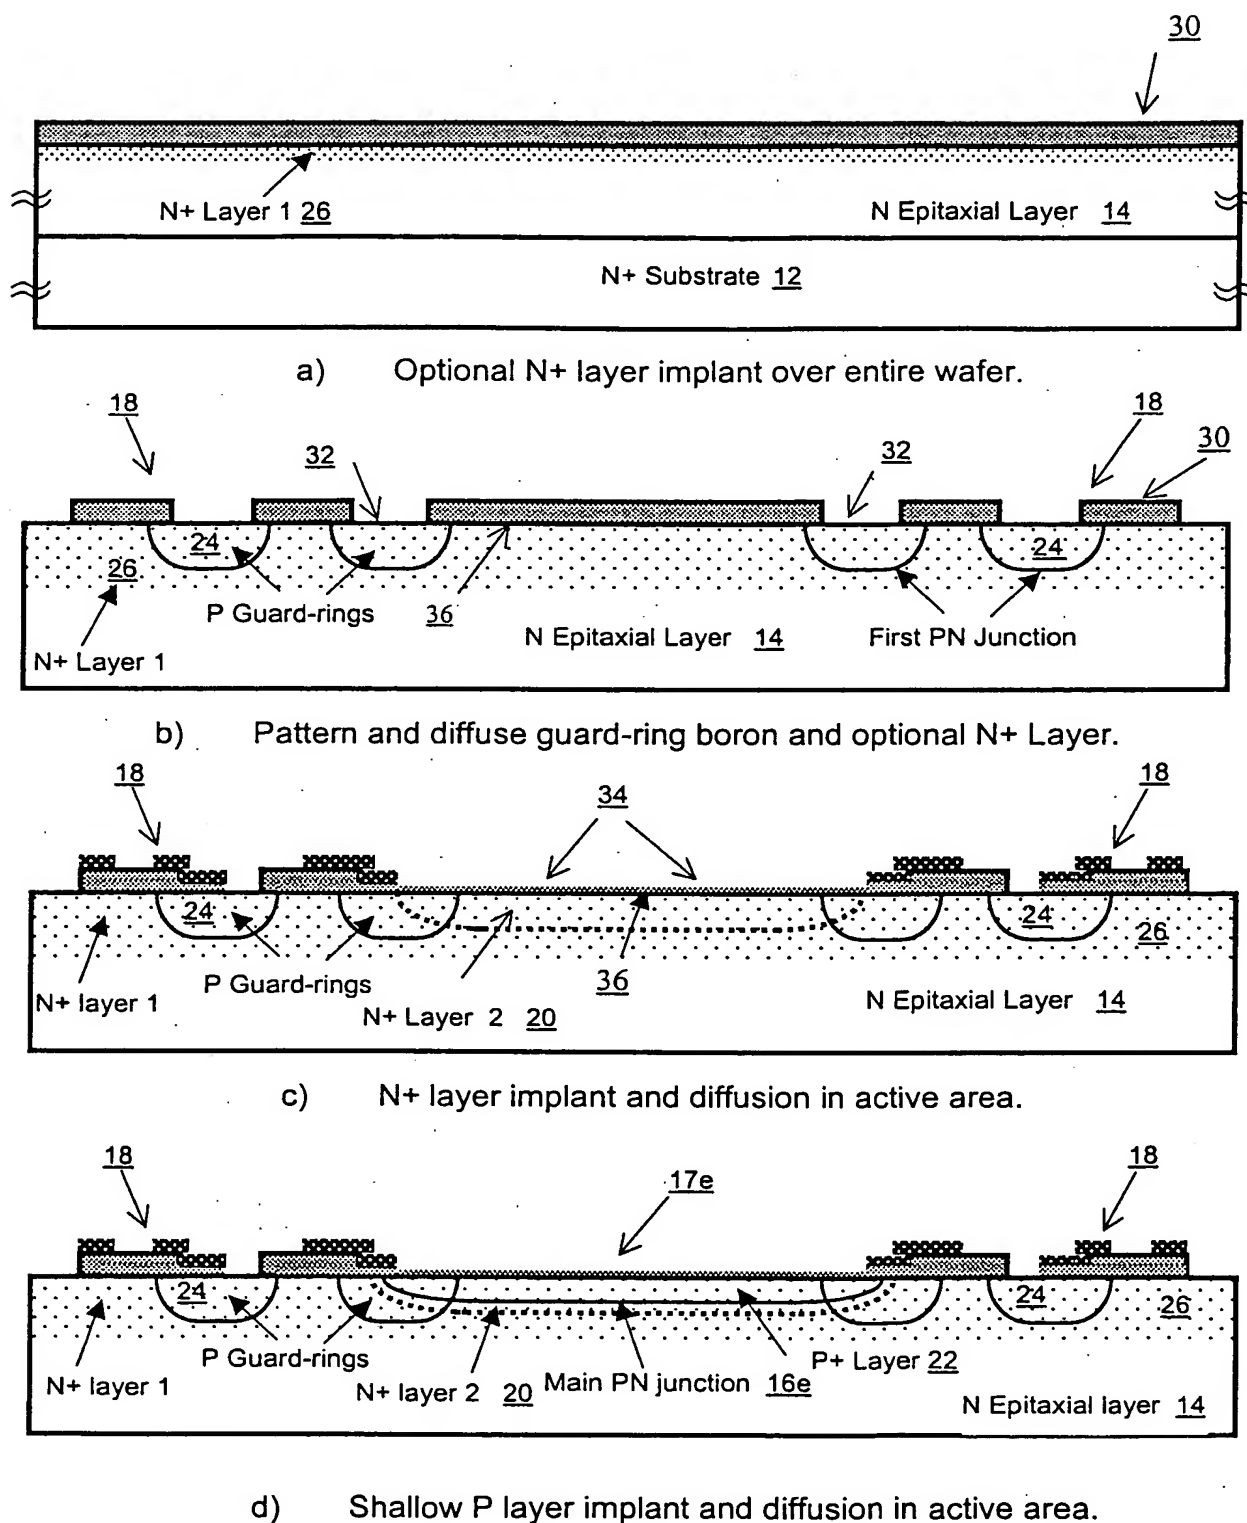 30
N+ Layer 1 26
N Epitaxial Layer 14
N+ Substrate 12
a) Optional N+ layer implant over entire wafer.
18
18
32
32
30
24
24
26
P Guard-rings
36
N Epitaxial Layer 14
First PN Junction
N+ Layer 1
b) Pattern and diffuse guard-ring boron and optional N+ Layer.
18
34
18
24
24
26
P Guard-rings
36
N+ layer 1
N+ Layer 2 20
N Epitaxial Layer 14
c) N+ layer implant and diffusion in active area.
18
17e
18
24
24
26
P Guard-rings
P+ Layer 22
N+ layer 1
N+ layer 2 20
Main PN junction 16e
N Epitaxial layer 14
d) Shallow P layer implant and diffusion in active area.